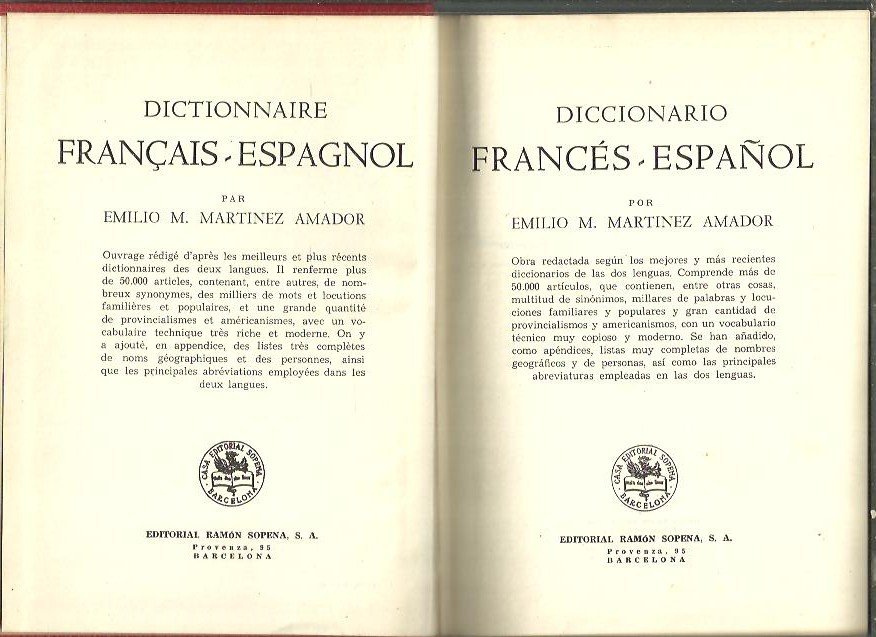 DICTIONNAIRE
FRANÇAIS-ESPAGNOL
PAR
EMILIO M. MARTINEZ AMADOR
Ouvrage rédigé d'après les meilleurs et plus récents
dictionnaires des deux langues. Il renferme plus
de 50.000 articles, contenant, entre autres, de nom-
breux synonymes, des milliers de mots et locutions
familières et populaires, et une grande quantité
de provincialismes et américanismes, avec un vo-
cabulaire technique très riche et moderne. On y
a ajouté, en appendice, des listes très complètes
de noms géographiques et des personnes, ainsi
que les principales abréviations employées dans les
deux langues.
CASA EDITORIAL SOPENA
BARCELONA
EDITORIAL RAMÓN SOPENA, S. A.
Provenza, 95
BARCELONA
DICCIONARIO
FRANCÉS-ESPAÑOL
POR
EMILIO M. MARTINEZ AMADOR
Obra redactada según los mejores y más recientes
diccionarios de las dos lenguas. Comprende más de
50.000 artículos, que contienen, entre otras cosas,
multitud de sinónimos, millares de palabras y locu-
ciones familiares y populares y gran cantidad de
provincialismos y americanismos, con un vocabulario
técnico muy copioso y moderno. Se han añadido,
como apéndices, listas muy completas de nombres
geográficos y de personas, así como las principales
abreviaturas empleadas en las dos lenguas.
CASA EDITORIAL SOPENA
BARCELONA
EDITORIAL RAMÓN SOPENA, S. A.
Provenza, 95
BARCELONA